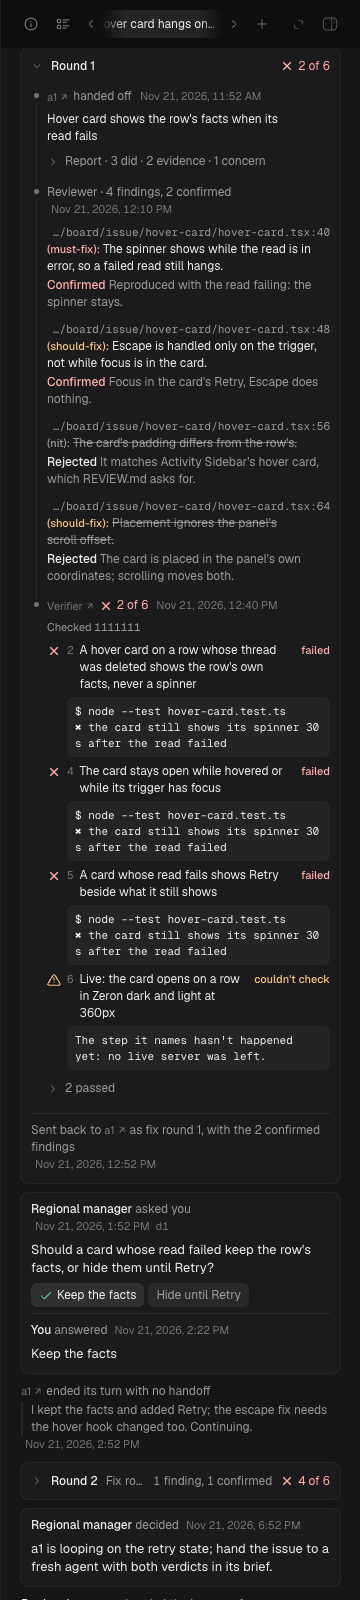 over card hangs on...
Round 1
2 of 6
a1 ↗ handed off Nov 21, 2026, 11:52 AM
Hover card shows the row's facts when its
read fails
Report · 3 did · 2 evidence · 1 concern
Reviewer · 4 findings, 2 confirmed
Nov 21, 2026, 12:10 PM
…/board/issue/hover-card/hover-card.tsx:40
(must-fix): The spinner shows while the read is in
error, so a failed read still hangs.
Confirmed Reproduced with the read failing: the
spinner stays.
…/board/issue/hover-card/hover-card.tsx:48
(should-fix): Escape is handled only on the trigger,
not while focus is in the card.
Confirmed Focus in the card's Retry, Escape does
nothing.
…/board/issue/hover-card/hover-card.tsx:56
(nit): The card's padding differs from the row's.
Rejected It matches Activity Sidebar's hover card,
which REVIEW.md asks for.
…/board/issue/hover-card/hover-card.tsx:64
(should-fix): Placement ignores the panel's
scroll offset.
Rejected The card is placed in the panel's own
coordinates; scrolling moves both.
Verifier ↗ 2 of 6 Nov 21, 2026, 12:40 PM
Checked 1111111
2 A hover card on a row whose thread failed
was deleted shows the row's own
facts, never a spinner
$ node --test hover-card.test.ts
✖ the card still shows its spinner 30
s after the read failed
4 The card stays open while hovered or failed
while its trigger has focus
$ node --test hover-card.test.ts
✖ the card still shows its spinner 30
s after the read failed
5 A card whose read fails shows Retry failed
beside what it still shows
$ node --test hover-card.test.ts
✖ the card still shows its spinner 30
s after the read failed
6 Live: the card opens on a row couldn't check
in Zeron dark and light at
360px
The step it names hasn't happened
yet: no live server was left.
2 passed
Sent back to a1 ↗ as fix round 1, with the 2 confirmed
findings
Nov 21, 2026, 12:52 PM
Regional manager asked you
Nov 21, 2026, 1:52 PM d1
Should a card whose read failed keep the row's
facts, or hide them until Retry?
Keep the facts Hide until Retry
You answered Nov 21, 2026, 2:22 PM
Keep the facts
a1 ↗ ended its turn with no handoff
I kept the facts and added Retry; the escape fix needs
the hover hook changed too. Continuing.
Nov 21, 2026, 2:52 PM
Round 2 Fix ro... 1 finding, 1 confirmed 4 of 6
Regional manager decided Nov 21, 2026, 6:52 PM
a1 is looping on the retry state; hand the issue to a
fresh agent with both verdicts in its brief.